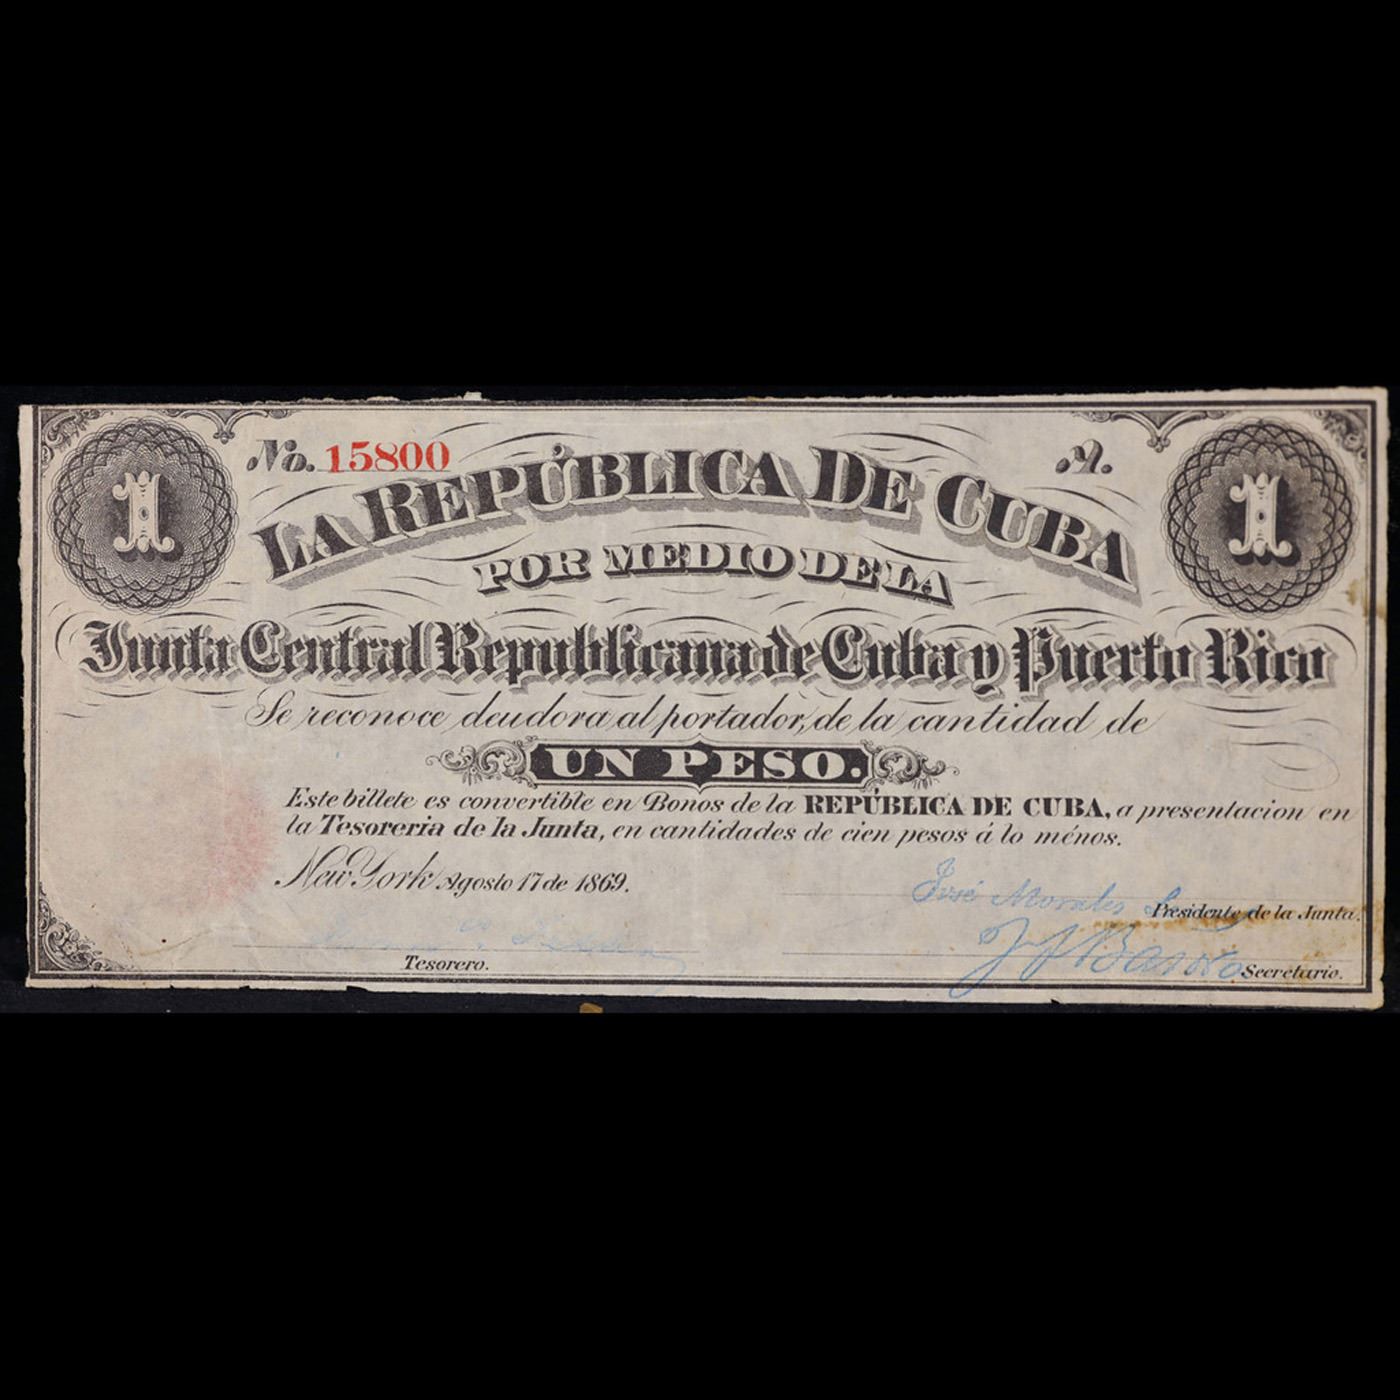 1
No. 15800
A.
1
LA REPÚBLICA DE CUBA
POR MEDIO DE LA
Junta Central Republicana de Cuba y Puerto Rico
Se reconoce deudora al portador, de la cantidad de
UN PESO.
Este billete es convertible en Bonos de la REPÚBLICA DE CUBA, a presentacion en
la Tesoreria de la Junta, en cantidades de cien pesos á lo ménos.
New York Agosto 17 de 1869.
José Morales
Presidente de la Junta.
Tesorero.
Secretario.